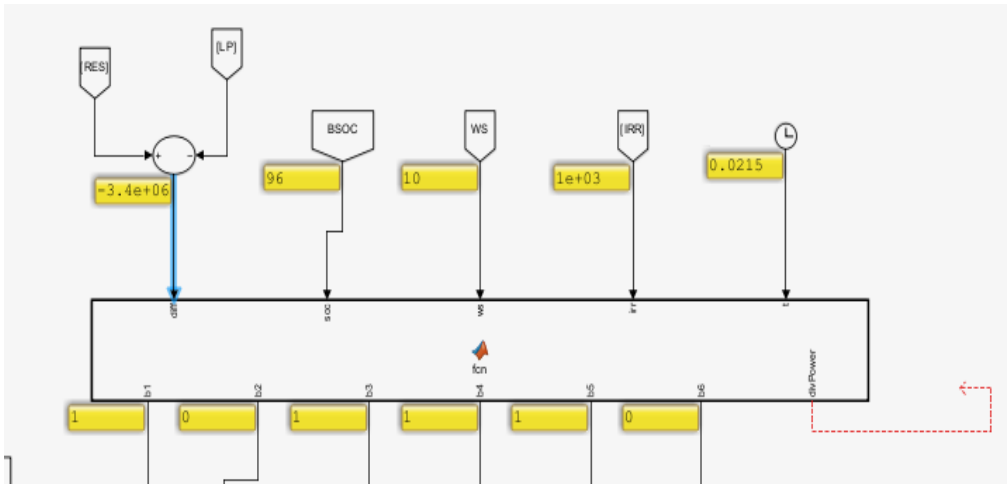 [RES]
[LP]
BSOC
WS
[IRR]
+
−
-3.4e+06
96
10
1e+03
0.0215
diff
soc
ws
irr
t
fcn
b1
b2
b3
b4
b5
b6
divPower
1
0
1
1
1
0